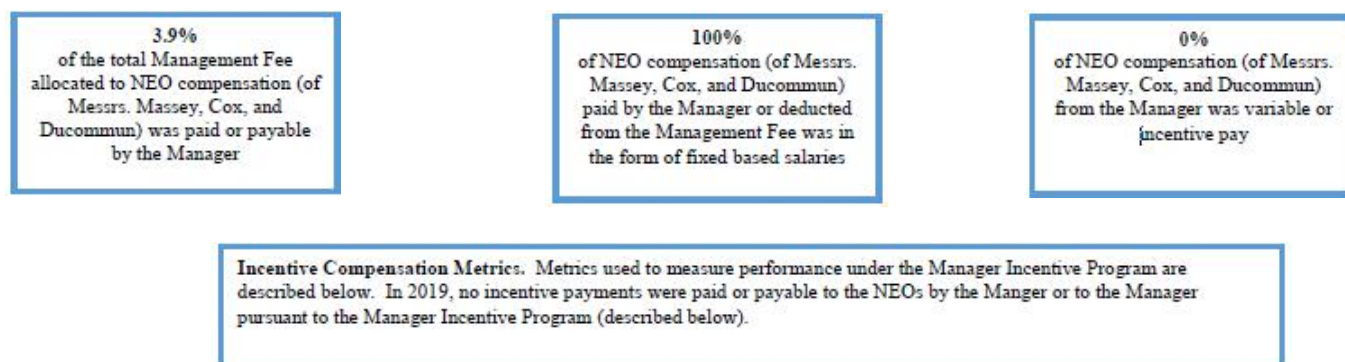 3.9%
of the total Management Fee
allocated to NEO compensation (of
Messrs. Massey, Cox, and
Ducommun) was paid or payable
by the Manager
100%
of NEO compensation (of Messrs.
Massey, Cox, and Ducommun)
paid by the Manager or deducted
from the Management Fee was in
the form of fixed based salaries
0%
of NEO compensation (of Messrs.
Massey, Cox, and Ducommun)
from the Manager was variable or
incentive pay
Incentive Compensation Metrics. Metrics used to measure performance under the Manager Incentive Program are
described below. In 2019, no incentive payments were paid or payable to the NEOs by the Manger or to the Manager
pursuant to the Manager Incentive Program (described below).